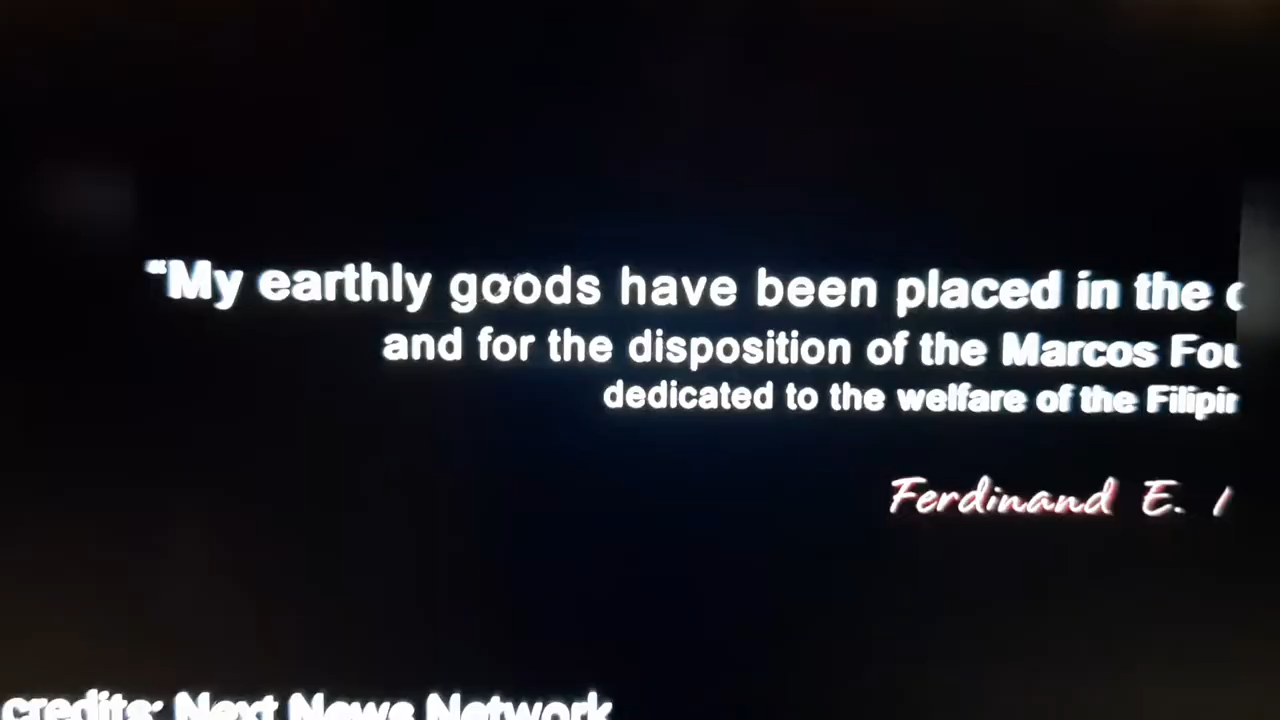 “My earthly goods have been placed in the
and for the disposition of the Marcos
dedicated to the welfare of the
Ferdinand E.
credits: Next News Network